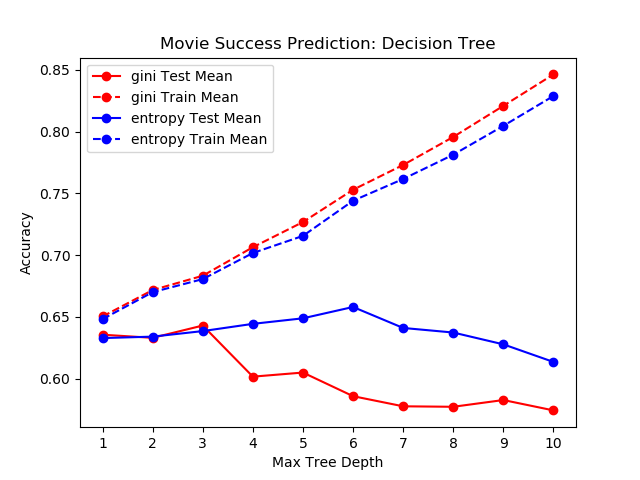 Movie Success Prediction: Decision Tree
gini Test Mean
gini Train Mean
entropy Test Mean
entropy Train Mean
Accuracy
0.85
0.80
0.75
0.70
0.65
0.60
1 2 3 4 5 6 7 8 9 10
Max Tree Depth